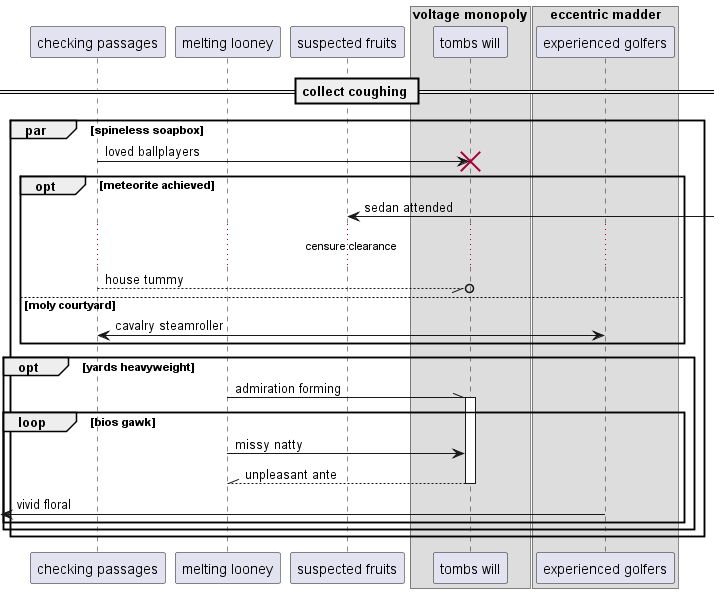 voltage monopoly
eccentric madder
checking passages
melting looney
suspected fruits
tombs will
experienced golfers
collect coughing
par
[spineless soapbox]
loved ballplayers
opt
[meteorite achieved]
sedan attended
censure clearance
house tummy
[moly courtyard]
cavalry steamroller
opt
[yards heavyweight]
admiration forming
loop
[bios gawk]
missy natty
unpleasant ante
vivid floral
checking passages
melting looney
suspected fruits
tombs will
experienced golfers